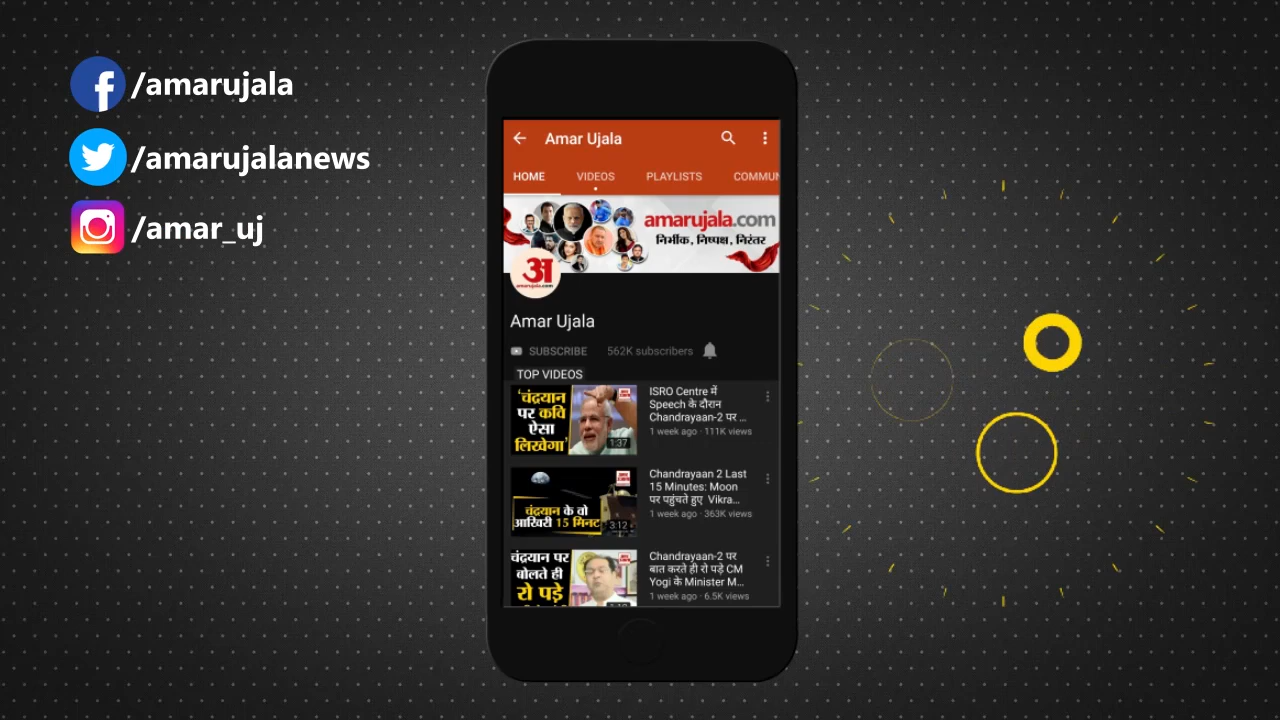 /amarujala
/amarujalanews
/amar_uj
Amar Ujala
HOME VIDEOS PLAYLISTS COMMUN
amarujala.com
निर्भीक, निष्पक्ष, निरंतर
अ
amarujala.com
Amar Ujala
SUBSCRIBE 562K subscribers
TOP VIDEOS
'चंद्रयान
पर कवि
ऐसा
लिखेगा'
1:37
ISRO Centre में
Speech के दौरान
Chandrayaan-2 पर ...
1 week ago · 111K views
चंद्रयान के वो
आखिरी 15 मिनट
3:12
Chandrayaan 2 Last
15 Minutes: Moon
पर पहुंचते हुए Vikra...
1 week ago · 363K views
चंद्रयान पर
बोलते ही
रो पड़े
Chandrayaan-2 पर
बात करते ही रो पड़े CM
Yogi के Minister M...
1 week ago · 6.5K views